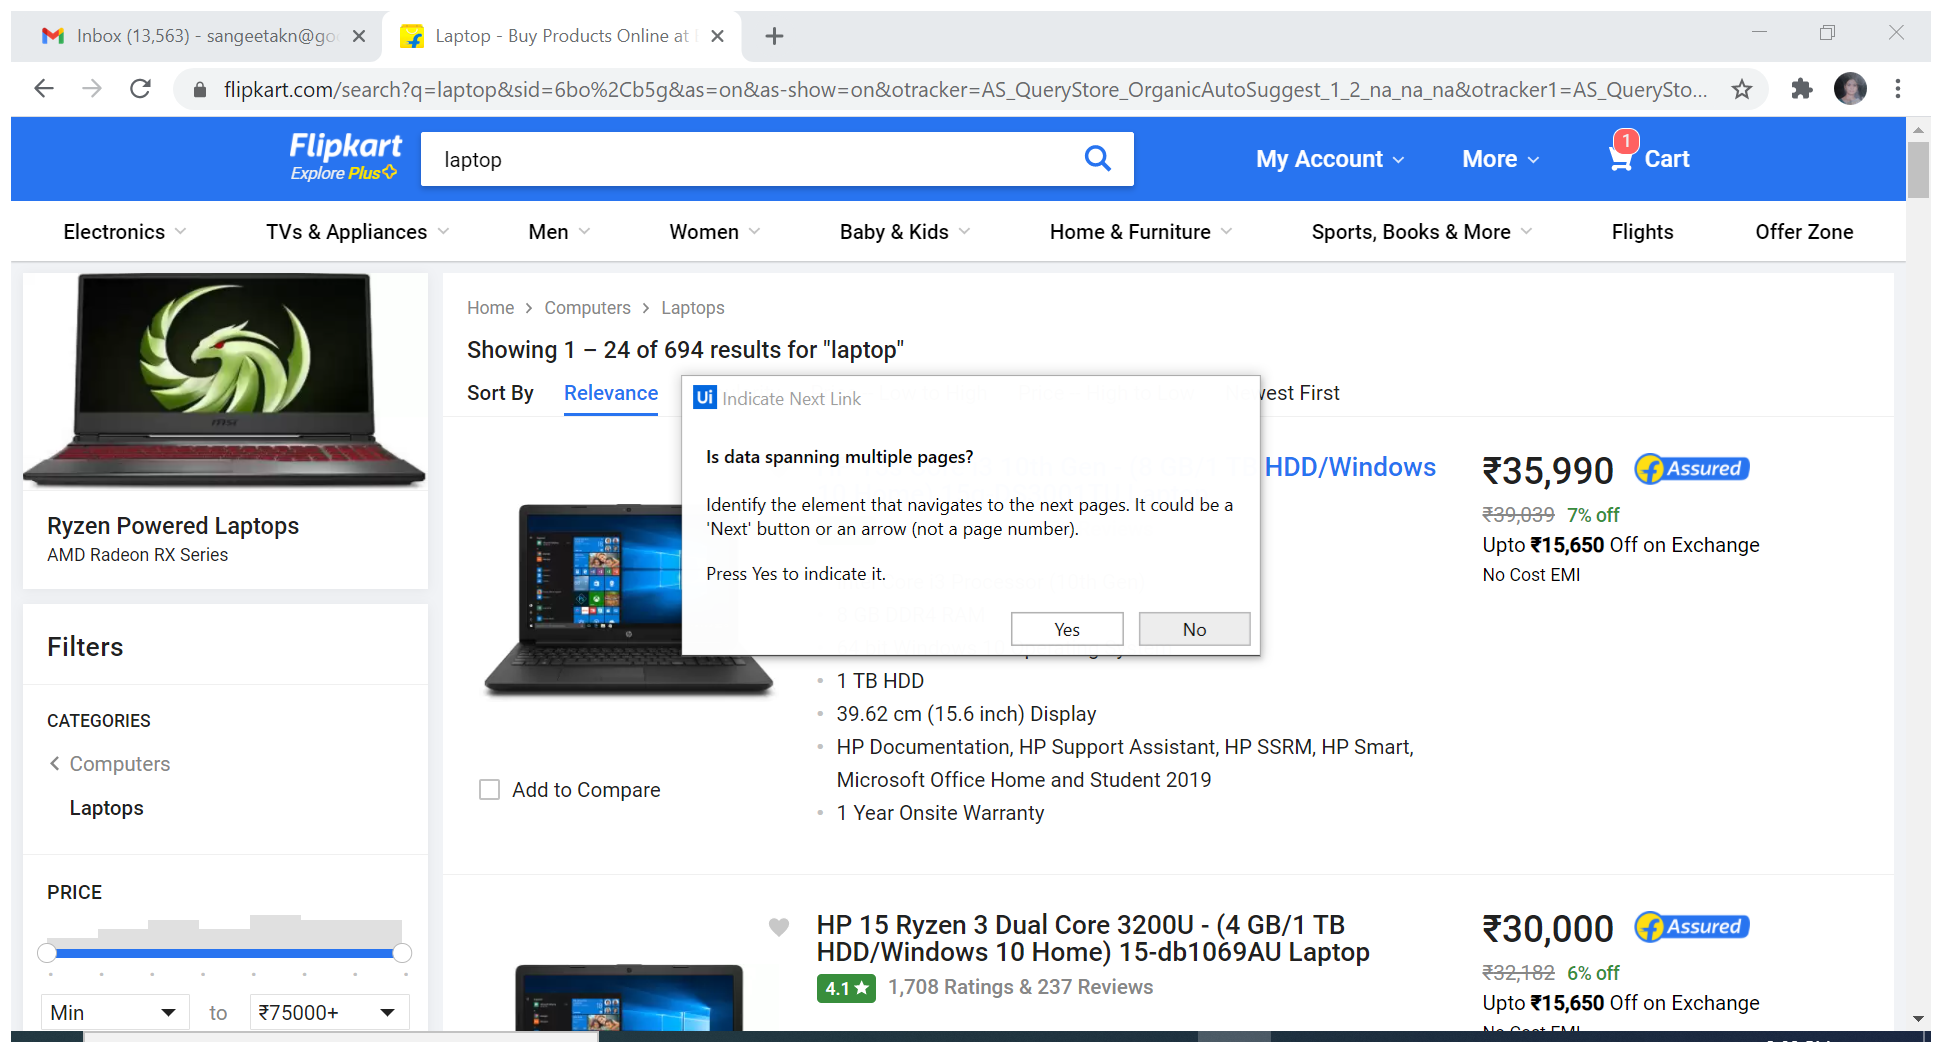 Inbox (13,563) - sangeetakn@go
Laptop - Buy Products Online at
flipkart.com/search?q=laptop&sid=6bo%2Cb5g&as=on&as-show=on&otracker=AS_QueryStore_OrganicAutoSuggest_1_2_na_na_na&otracker1=AS_QuerySto...
Flipkart
Explore Plus
laptop
My Account
More
1
Cart
Electronics
TVs & Appliances
Men
Women
Baby & Kids
Home & Furniture
Sports, Books & More
Flights
Offer Zone
msi
Ryzen Powered Laptops
AMD Radeon RX Series
Filters
CATEGORIES
Computers
Laptops
PRICE
Min
to
₹75000+
Home > Computers > Laptops
Showing 1 – 24 of 694 results for "laptop"
Sort By
Relevance
First
Ui Indicate Next Link
Is data spanning multiple pages?
Identify the element that navigates to the next pages. It could be a
'Next' button or an arrow (not a page number).
Press Yes to indicate it.
Yes
No
HDD/Windows
1 TB HDD
39.62 cm (15.6 inch) Display
HP Documentation, HP Support Assistant, HP SSRM, HP Smart,
Microsoft Office Home and Student 2019
1 Year Onsite Warranty
Add to Compare
₹35,990
Assured
₹39,039 7% off
Upto ₹15,650 Off on Exchange
No Cost EMI
HP 15 Ryzen 3 Dual Core 3200U - (4 GB/1 TB
HDD/Windows 10 Home) 15-db1069AU Laptop
4.1★ 1,708 Ratings & 237 Reviews
₹30,000
Assured
₹32,182 6% off
Upto ₹15,650 Off on Exchange
No Cost EMI